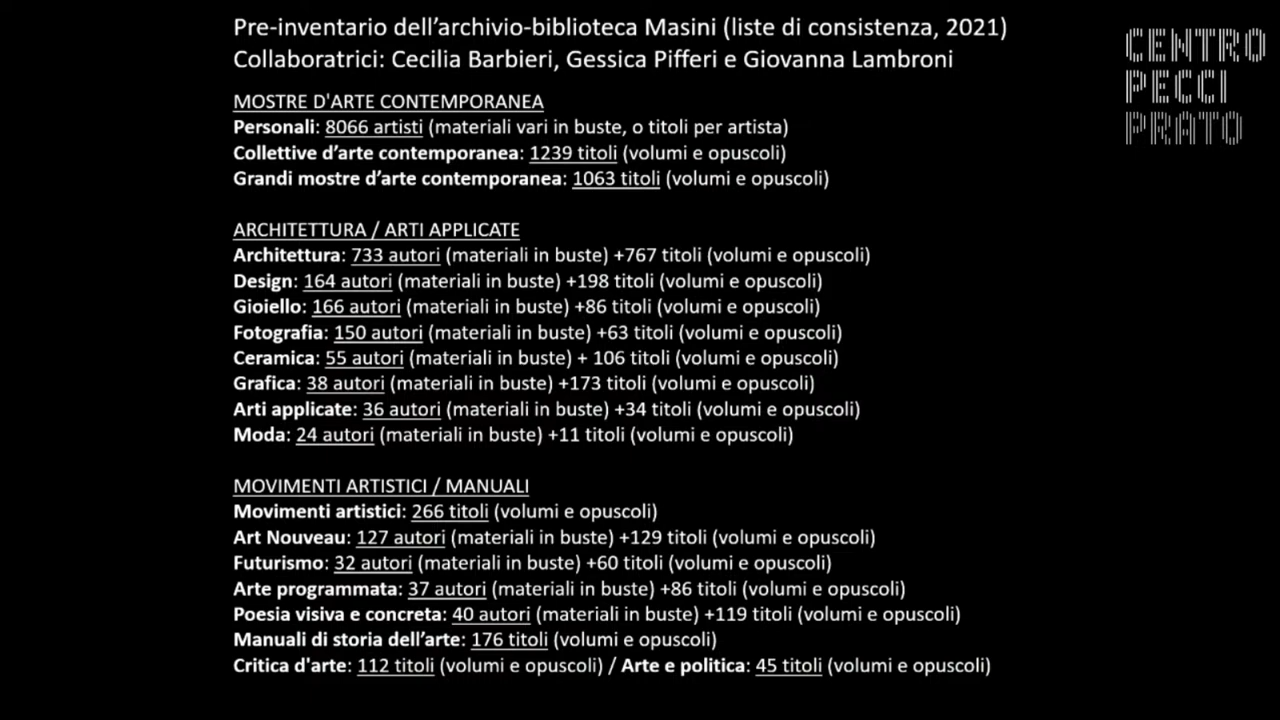 Pre-inventario dell’archivio-biblioteca Masini (liste di consistenza, 2021)
Collaboratrici: Cecilia Barbieri, Gessica Pifferi e Giovanna Lambroni
CENTRO
PECCI
PRATO
MOSTRE D'ARTE CONTEMPORANEA
Personali: 8066 artisti (materiali vari in buste, o titoli per artista)
Collettive d’arte contemporanea: 1239 titoli (volumi e opuscoli)
Grandi mostre d’arte contemporanea: 1063 titoli (volumi e opuscoli)
ARCHITETTURA / ARTI APPLICATE
Architettura: 733 autori (materiali in buste) +767 titoli (volumi e opuscoli)
Design: 164 autori (materiali in buste) +198 titoli (volumi e opuscoli)
Gioiello: 166 autori (materiali in buste) +86 titoli (volumi e opuscoli)
Fotografia: 150 autori (materiali in buste) +63 titoli (volumi e opuscoli)
Ceramica: 55 autori (materiali in buste) + 106 titoli (volumi e opuscoli)
Grafica: 38 autori (materiali in buste) +173 titoli (volumi e opuscoli)
Arti applicate: 36 autori (materiali in buste) +34 titoli (volumi e opuscoli)
Moda: 24 autori (materiali in buste) +11 titoli (volumi e opuscoli)
MOVIMENTI ARTISTICI / MANUALI
Movimenti artistici: 266 titoli (volumi e opuscoli)
Art Nouveau: 127 autori (materiali in buste) +129 titoli (volumi e opuscoli)
Futurismo: 32 autori (materiali in buste) +60 titoli (volumi e opuscoli)
Arte programmata: 37 autori (materiali in buste) +86 titoli (volumi e opuscoli)
Poesia visiva e concreta: 40 autori (materiali in buste) +119 titoli (volumi e opuscoli)
Manuali di storia dell’arte: 176 titoli (volumi e opuscoli)
Critica d'arte: 112 titoli (volumi e opuscoli) / Arte e politica: 45 titoli (volumi e opuscoli)